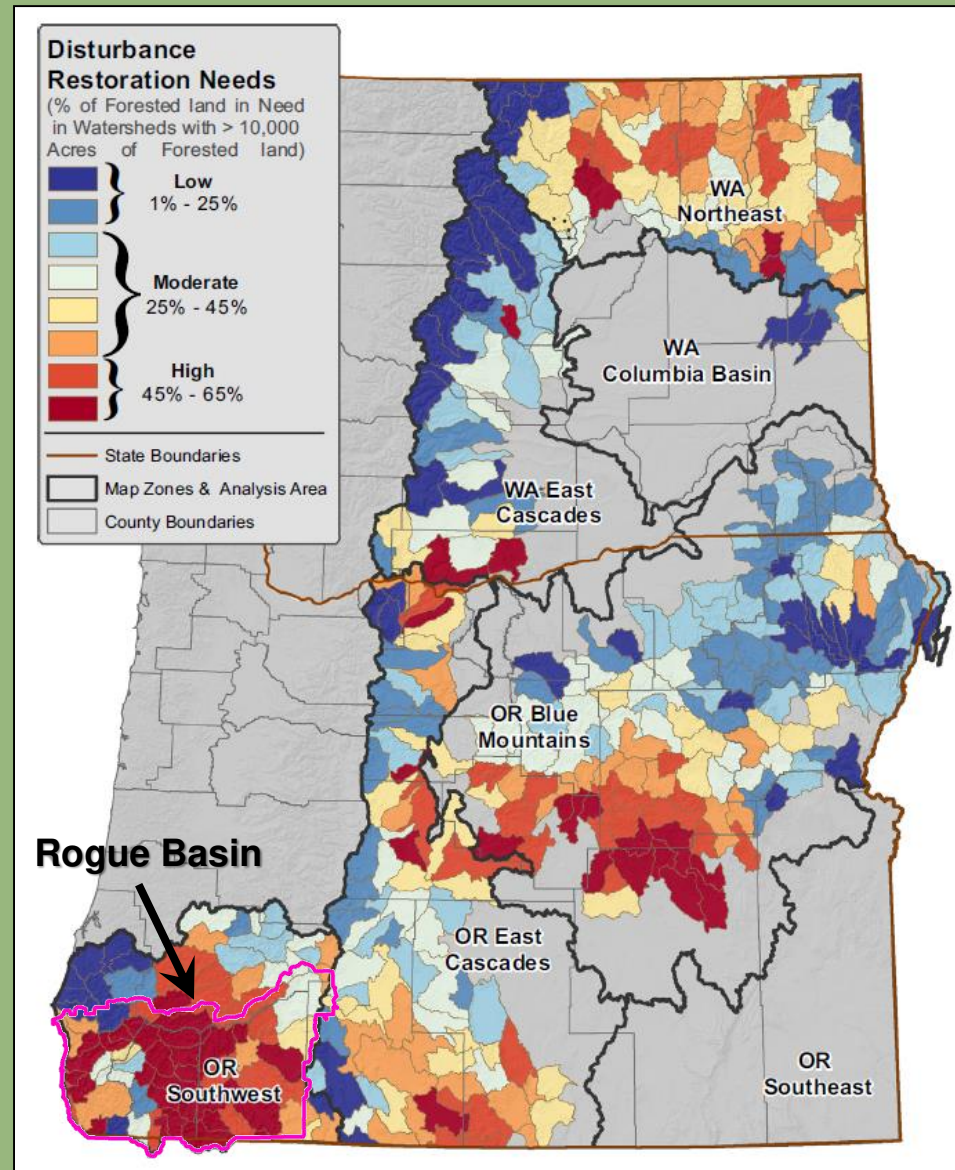 Disturbance
Restoration Needs
(% of Forested land in Need
in Watersheds with > 10,000
Acres of Forested land)
Low
1% - 25%
Moderate
25% - 45%
High
45% - 65%
State Boundaries
Map Zones & Analysis Area
County Boundaries
WA
Northeast
WA
Columbia Basin
WA East
Cascades
OR Blue
Mountains
Rogue Basin
OR East
Cascades
OR
Southwest
OR
Southeast